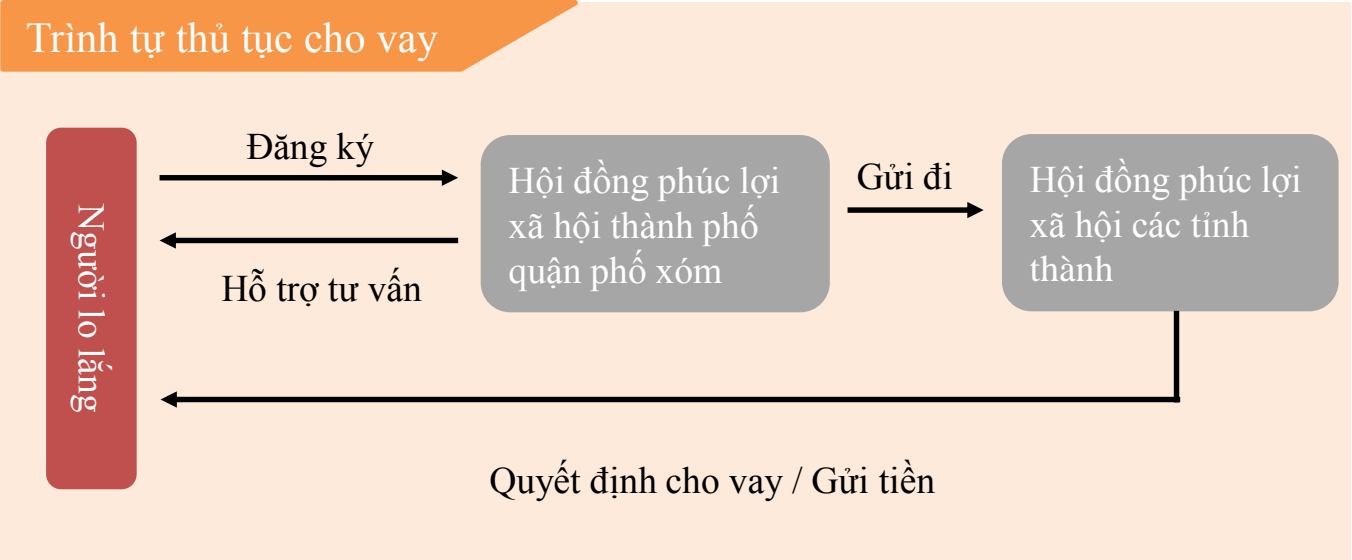 Trình tự thủ tục cho vay
Người lo lắng
Đăng ký
Hỗ trợ tư vấn
Hội đồng phúc lợi
xã hội thành phố
quận phố xóm
Gửi đi
Hội đồng phúc lợi
xã hội các tỉnh
thành
Quyết định cho vay / Gửi tiền